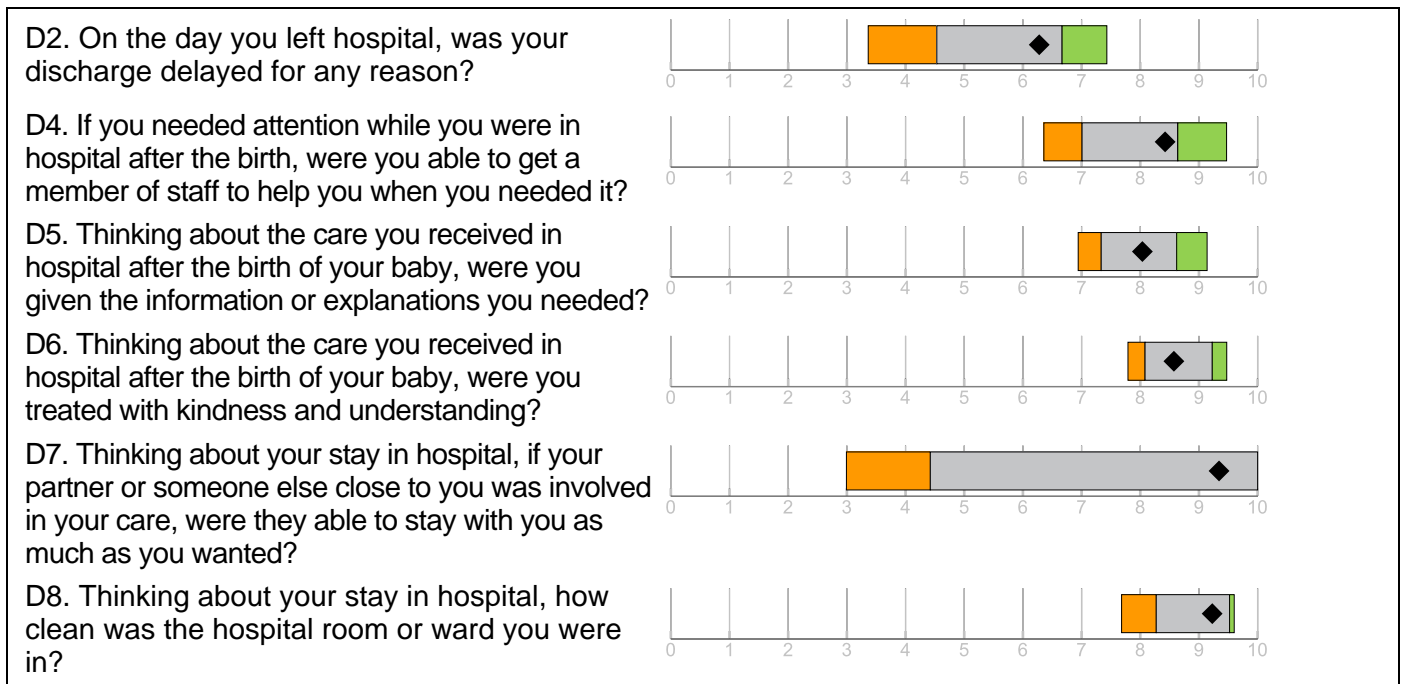 D2. On the day you left hospital, was your
discharge delayed for any reason?
0 1 2 3 4 5 6 7 8 9 10
D4. If you needed attention while you were in
hospital after the birth, were you able to get a
member of staff to help you when you needed it?
0 1 2 3 4 5 6 7 8 9 10
D5. Thinking about the care you received in
hospital after the birth of your baby, were you
given the information or explanations you needed?
0 1 2 3 4 5 6 7 8 9 10
D6. Thinking about the care you received in
hospital after the birth of your baby, were you
treated with kindness and understanding?
0 1 2 3 4 5 6 7 8 9 10
D7. Thinking about your stay in hospital, if your
partner or someone else close to you was involved
in your care, were they able to stay with you as
much as you wanted?
0 1 2 3 4 5 6 7 8 9 10
D8. Thinking about your stay in hospital, how
clean was the hospital room or ward you were
in?
0 1 2 3 4 5 6 7 8 9 10